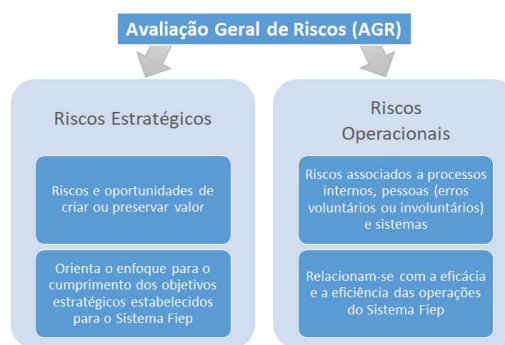 Avaliação Geral de Riscos (AGR)
Riscos Estratégicos
Riscos e oportunidades de
criar ou preservar valor
Orienta o enfoque para o
cumprimento dos objetivos
estratégicos estabelecidos
para o Sistema Fiep
Riscos
Operacionais
Riscos associados a processos
internos, pessoas (erros
voluntários ou involuntários)
e sistemas
Relacionam-se com a eficácia
e a eficiência das operações
do Sistema Fiep